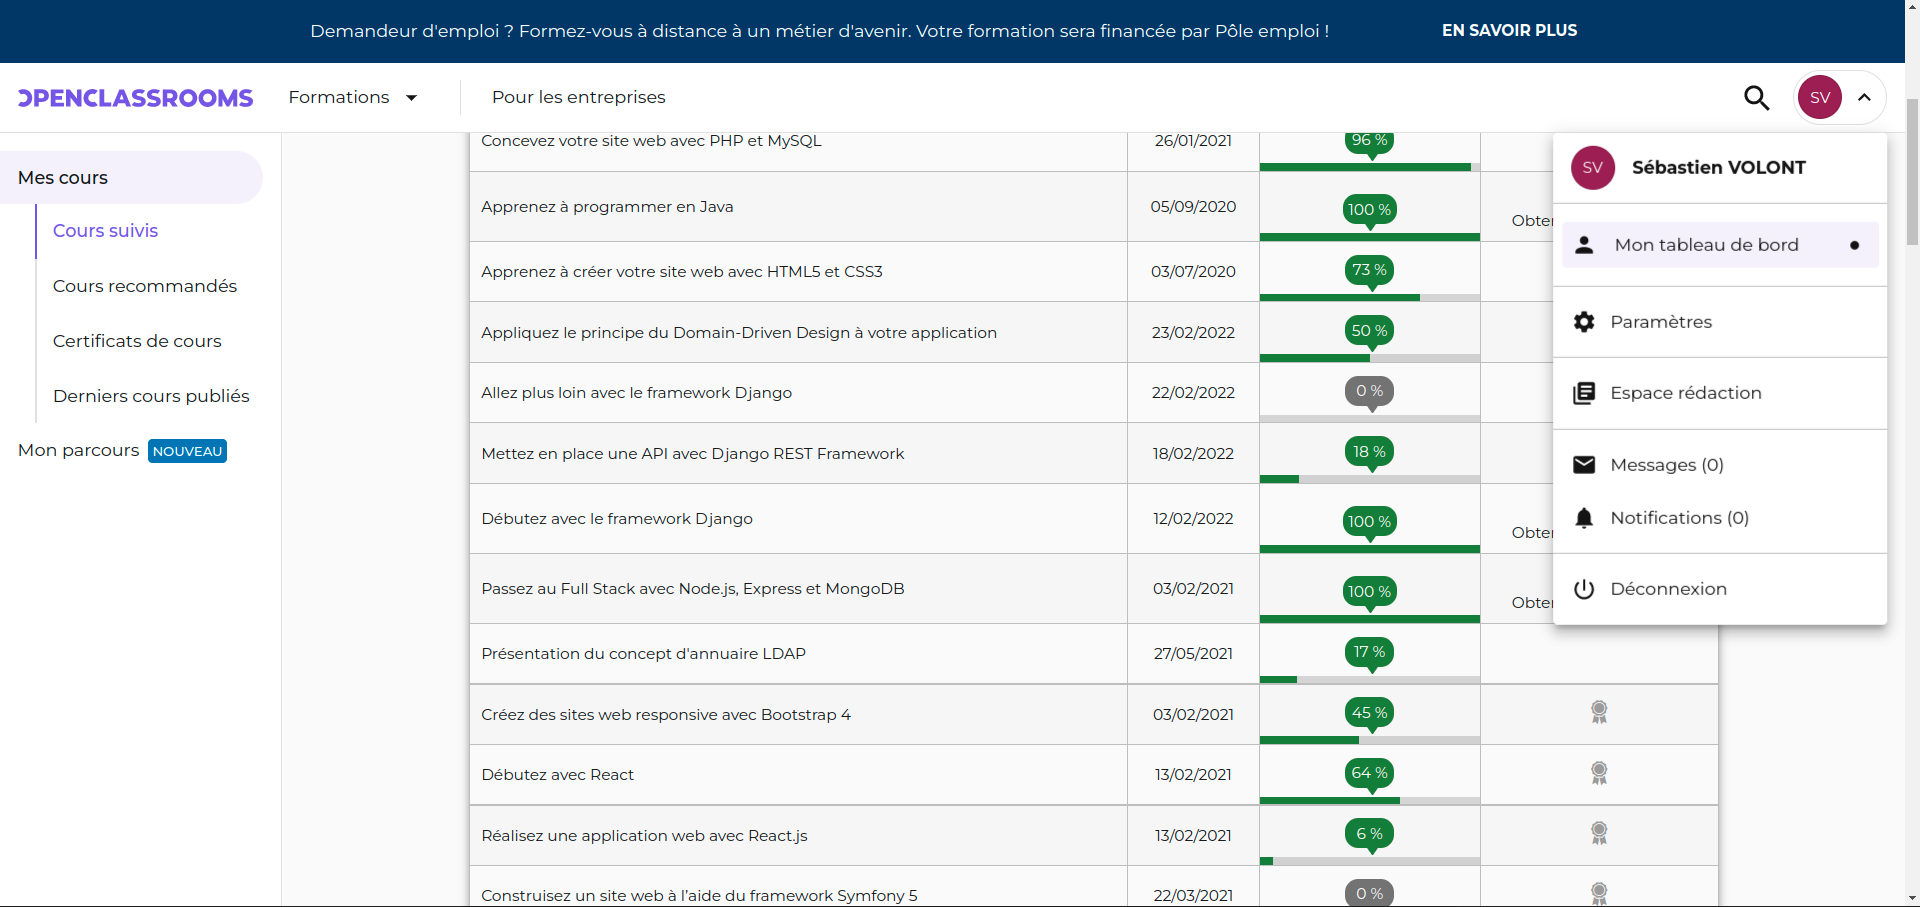 Demandeur d'emploi ? Formez-vous à distance à un métier d'avenir. Votre formation sera financée par Pôle emploi ! EN SAVOIR PLUS
OPENCLASSROOMS Formations Pour les entreprises SV
Mes cours
Cours suivis
Cours recommandés
Certificats de cours
Derniers cours publiés
Mon parcours NOUVEAU
Concevez votre site web avec PHP et MySQL 26/01/2021 96 %
Apprenez à programmer en Java 05/09/2020 100 %
Apprenez à créer votre site web avec HTML5 et CSS3 03/07/2020 73 %
Appliquez le principe du Domain-Driven Design à votre application 23/02/2022 50 %
Allez plus loin avec le framework Django 22/02/2022 0 %
Mettez en place une API avec Django REST Framework 18/02/2022 18 %
Débutez avec le framework Django 12/02/2022 100 %
Passez au Full Stack avec Node.js, Express et MongoDB 03/02/2021 100 %
Présentation du concept d'annuaire LDAP 27/05/2021 17 %
Créez des sites web responsive avec Bootstrap 4 03/02/2021 45 %
Débutez avec React 13/02/2021 64 %
Réalisez une application web avec React.js 13/02/2021 6 %
Construisez un site web à l’aide du framework Symfony 5 22/03/2021 0 %
SV Sébastien VOLONT
Mon tableau de bord
Paramètres
Espace rédaction
Messages (0)
Notifications (0)
Déconnexion